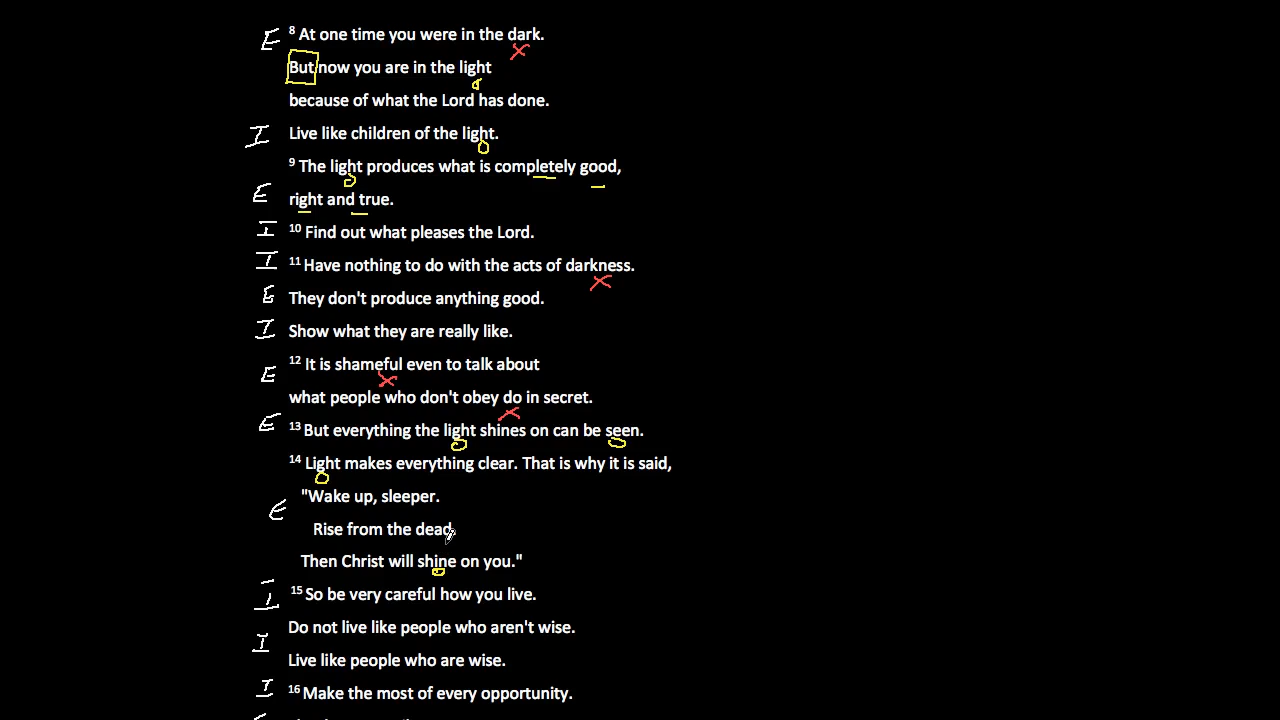 E ⁸ At one time you were in the dark.
But now you are in the light
because of what the Lord has done.
I Live like children of the light.
⁹ The light produces what is completely good,
E right and true.
I ¹⁰ Find out what pleases the Lord.
I ¹¹ Have nothing to do with the acts of darkness.
E They don't produce anything good.
I Show what they are really like.
E ¹² It is shameful even to talk about
what people who don't obey do in secret.
E ¹³ But everything the light shines on can be seen.
¹⁴ Light makes everything clear. That is why it is said,
E "Wake up, sleeper.
Rise from the dead.
Then Christ will shine on you."
I ¹⁵ So be very careful how you live.
I Do not live like people who aren't wise.
Live like people who are wise.
I ¹⁶ Make the most of every opportunity.